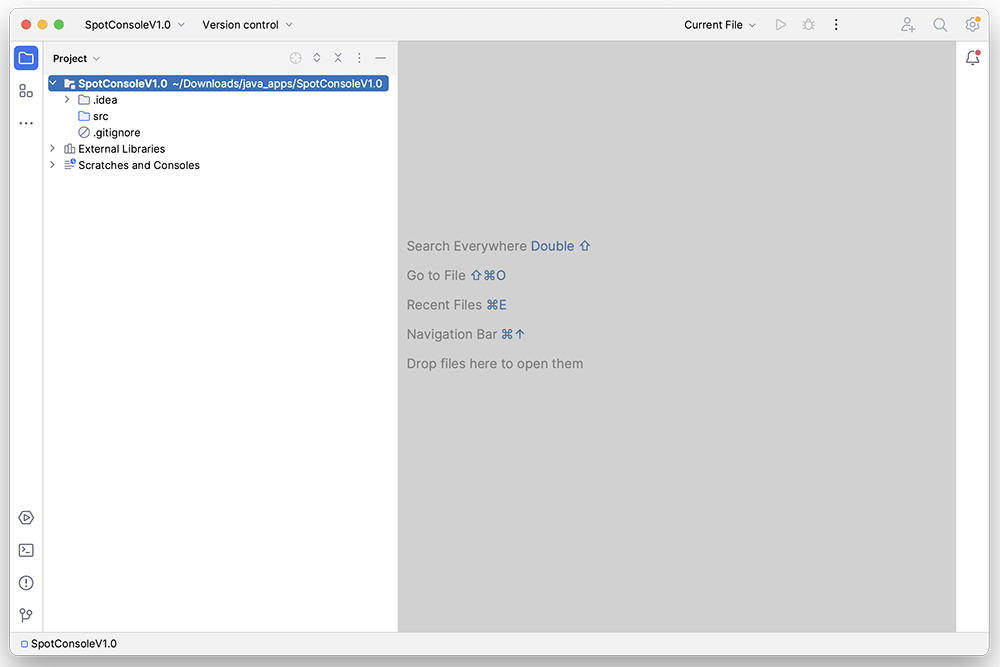 SpotConsoleV1.0 Version control Current File
Project
SpotConsoleV1.0 ~/Downloads/java_apps/SpotConsoleV1.0
.idea
src
.gitignore
External Libraries
Scratches and Consoles
Search Everywhere Double ⇧
Go to File ⇧⌘O
Recent Files ⌘E
Navigation Bar ⌘↑
Drop files here to open them
SpotConsoleV1.0